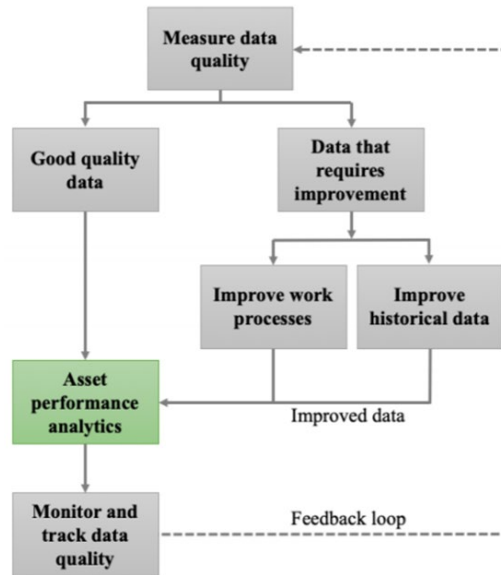 Measure data
quality
Good quality
data
Data that
requires
improvement
Improve work
processes
Improve
historical data
Asset
performance
analytics
Improved data
Monitor and
track data
quality
Feedback loop